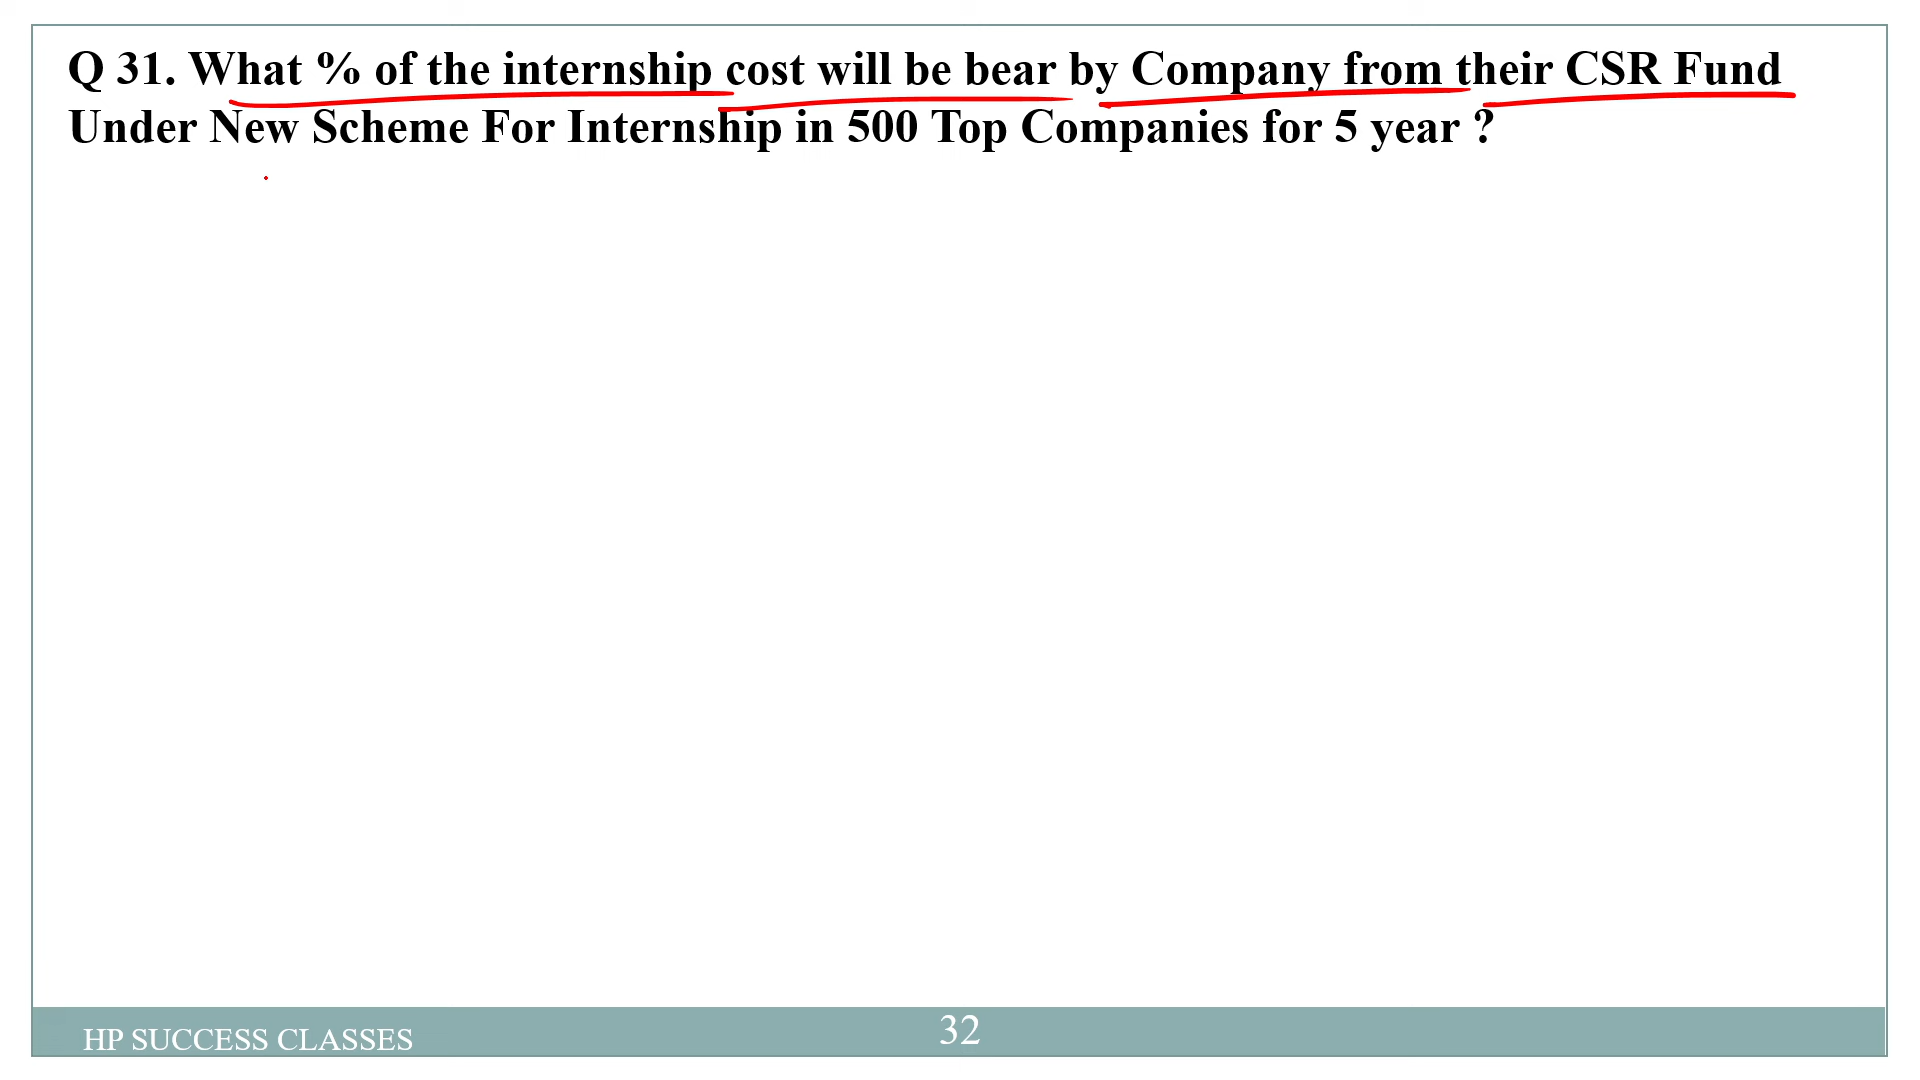 Q 31. What % of the internship cost will be bear by Company from their CSR Fund
Under New Scheme For Internship in 500 Top Companies for 5 year ?
HP SUCCESS CLASSES
32